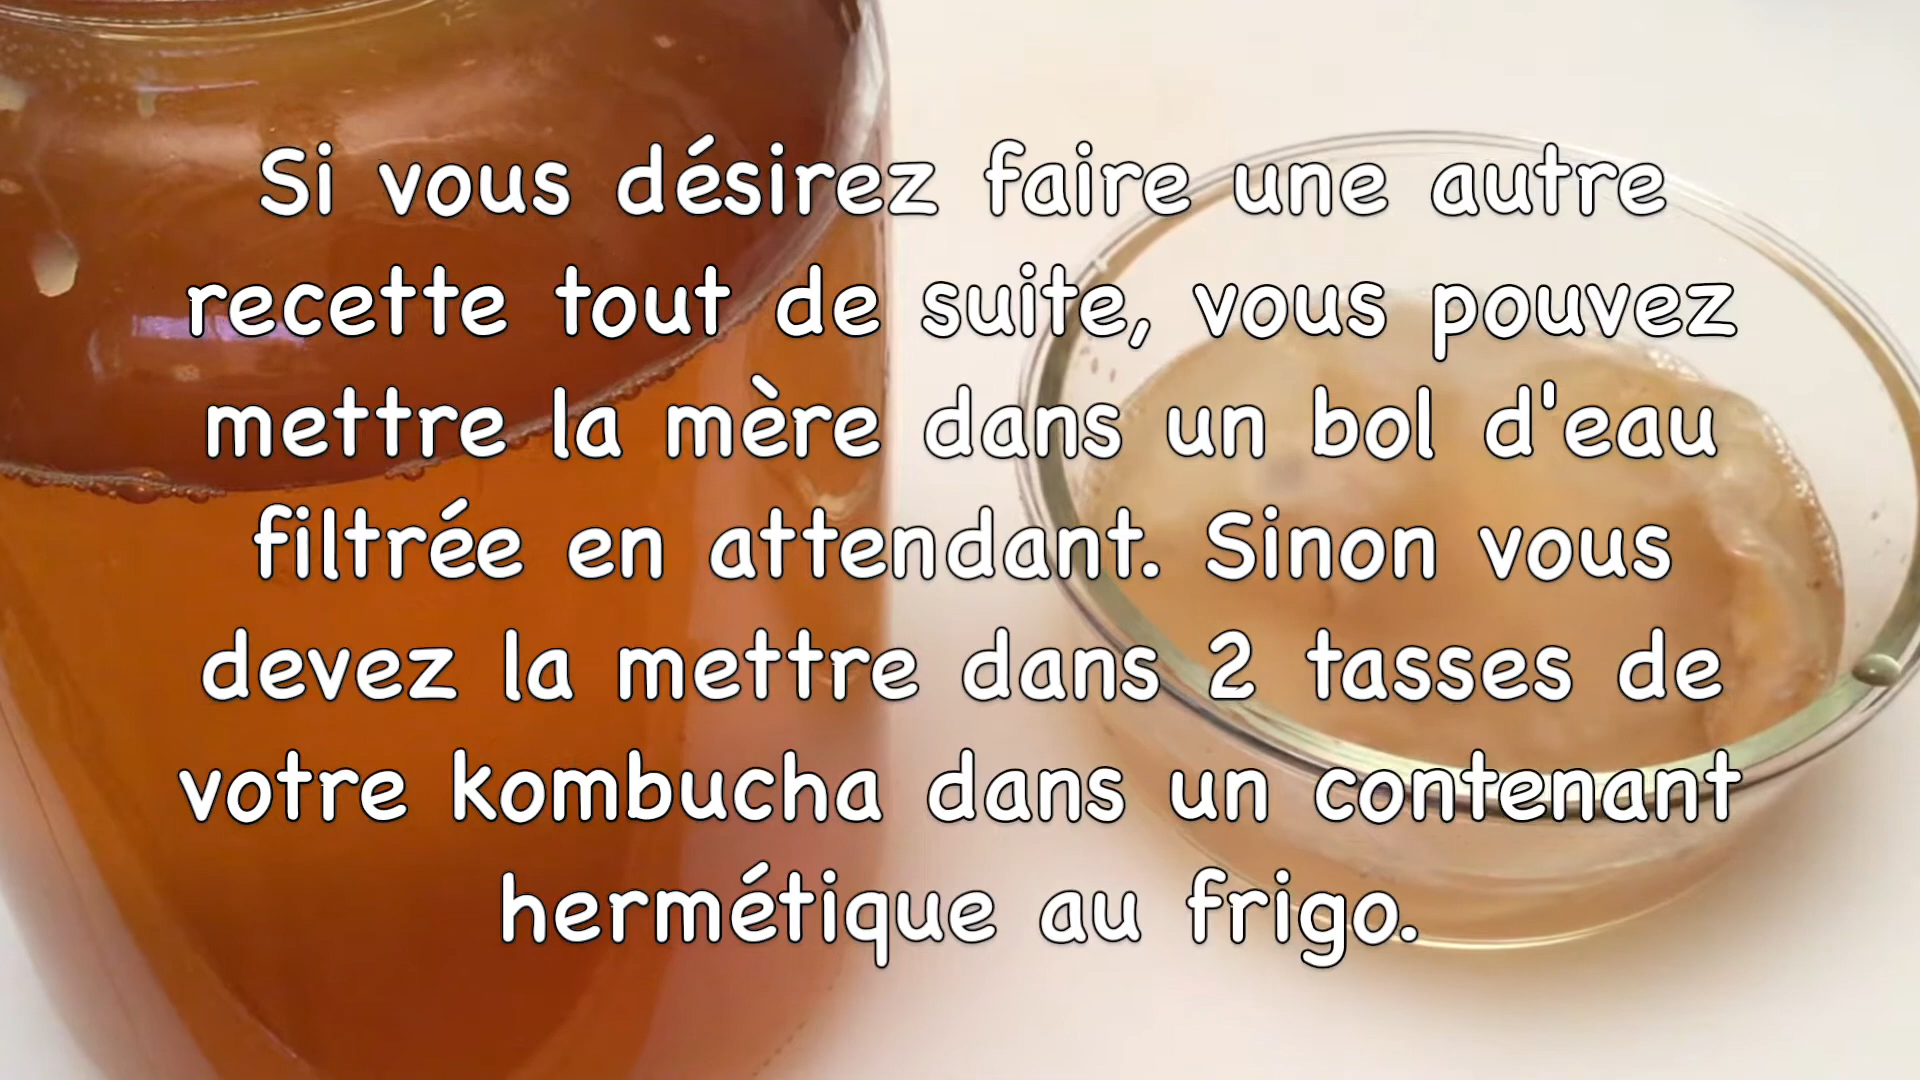 Si vous désirez faire une autre
recette tout de suite, vous pouvez
mettre la mère dans un bol d'eau
filtrée en attendant. Sinon vous
devez la mettre dans 2 tasses de
votre kombucha dans un contenant
hermétique au frigo.